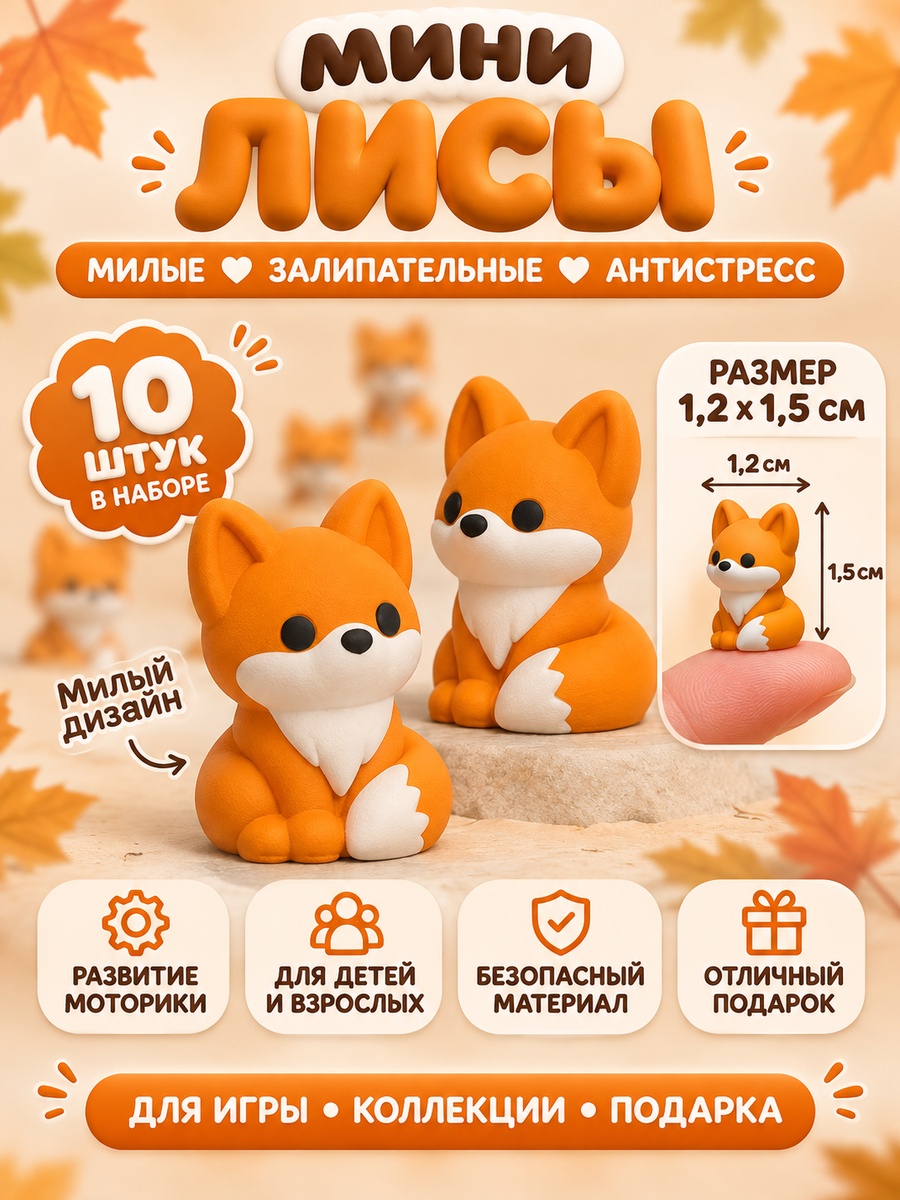 мини
лисы
МИЛЫЕ ♥ ЗАЛИПАТЕЛЬНЫЕ ♥ АНТИСТРЕСС
10
ШТУК
В НАБОРЕ
РАЗМЕР
1,2 x 1,5 см
1,2 см
1,5 см
Милый
дизайн
РАЗВИТИЕ
МОТОРИКИ
ДЛЯ ДЕТЕЙ
И ВЗРОСЛЫХ
БЕЗОПАСНЫЙ
МАТЕРИАЛ
ОТЛИЧНЫЙ
ПОДАРОК
ДЛЯ ИГРЫ • КОЛЛЕКЦИИ • ПОДАРКА